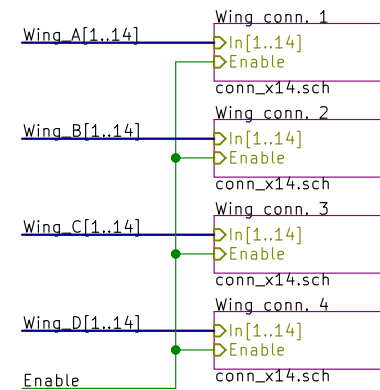 Wing conn. 1
Wing_A[1..14]
In[1..14]
Enable
conn_x14.sch
Wing conn. 2
Wing_B[1..14]
In[1..14]
Enable
conn_x14.sch
Wing conn. 3
Wing_C[1..14]
In[1..14]
Enable
conn_x14.sch
Wing conn. 4
Wing_D[1..14]
In[1..14]
Enable
conn_x14.sch
Enable